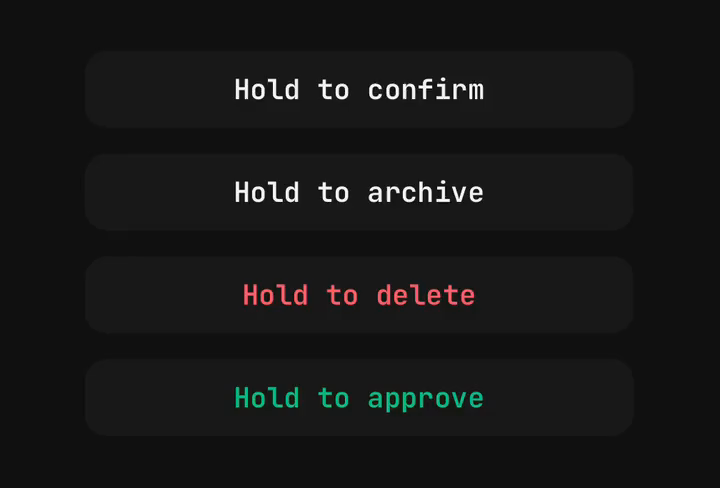 Hold to confirm
Hold to archive
Hold to delete
Hold to approve